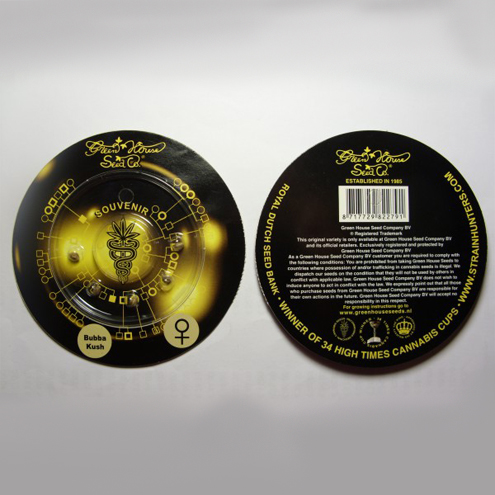 Green House
Seed Co.®
SOUVENIR
Bubba
Kush
Green House
Seed Co.®
ESTABLISHED IN 1985
8 717729 822791
Green House Seed Company BV
® Registered Trademark
This original variety is only available at Green House Seed Company BV
and its official retailers. Exclusively registered and protected by
Green House Seed Company BV
As a Green House Seed Company BV customer you are required to comply with
the following conditions: You are prohibited from taking Green House Seeds to
countries where possession of and/or trafficking in cannabis seeds is illegal. We
dispatch our seeds on the condition that they will not be used by others in
conflict with applicable law. Green House Seed Company BV does not wish to
induce anyone to act in conflict with the law. We expressly point out that all those
who purchase seeds from Green House Seed Company BV are responsible for
their own actions in the future. Green House Seed Company BV will accept no
responsibility in this respect.
For growing instructions go to
www.greenhouseseeds.nl
ROYAL DUTCH SEED BANK * WINNER OF 34 HIGH TIMES CANNABIS CUPS * WWW.STRAINHUNTERS.COM